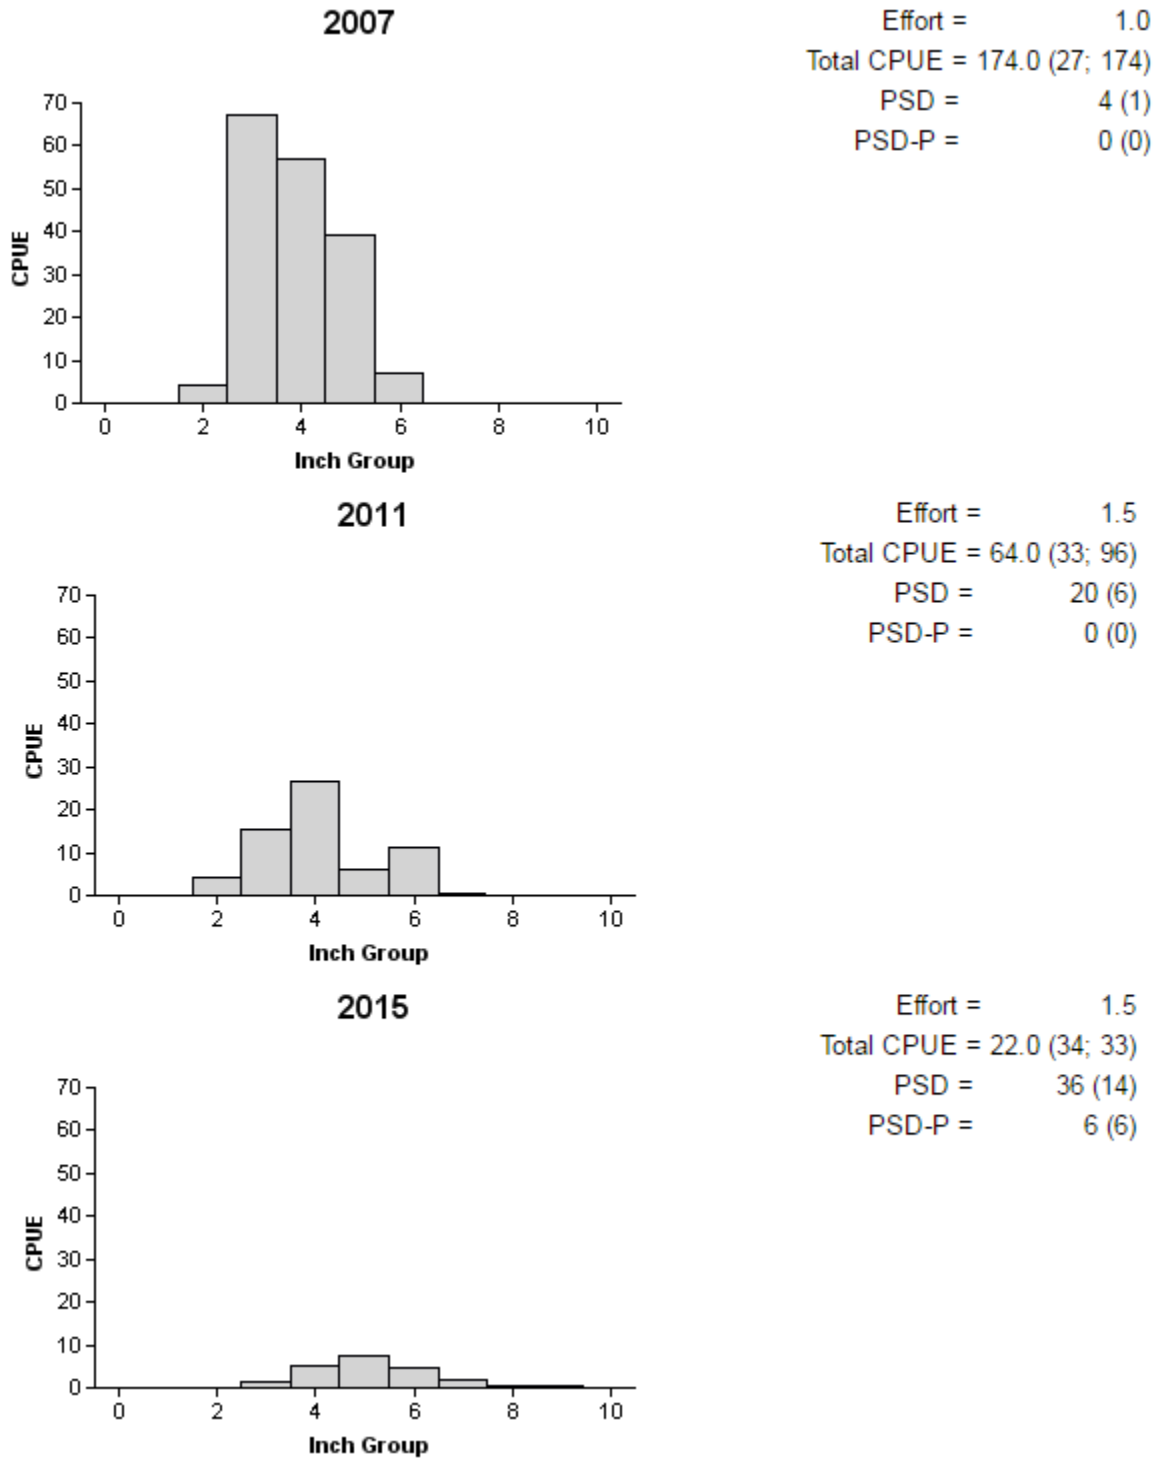 2007
Effort = 1.0
Total CPUE = 174.0 (27; 174)
PSD = 4 (1)
PSD-P = 0 (0)
70
60
50
40
30
20
10
0
CPUE
0 2 4 6 8 10
Inch Group
2011
Effort = 1.5
Total CPUE = 64.0 (33; 96)
PSD = 20 (6)
PSD-P = 0 (0)
70
60
50
40
30
20
10
0
CPUE
0 2 4 6 8 10
Inch Group
2015
Effort = 1.5
Total CPUE = 22.0 (34; 33)
PSD = 36 (14)
PSD-P = 6 (6)
70
60
50
40
30
20
10
0
CPUE
0 2 4 6 8 10
Inch Group